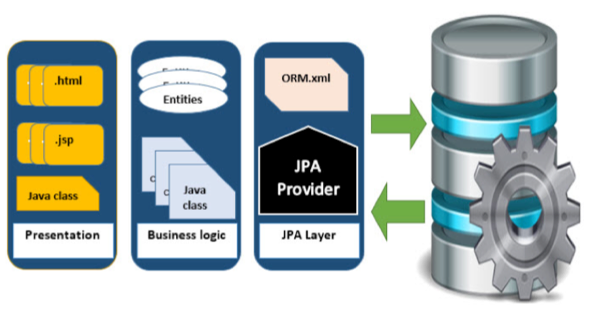 .html
.jsp
Java class
Presentation
Entities
Java
class
Business logic
ORM.xml
JPA
Provider
JPA Layer